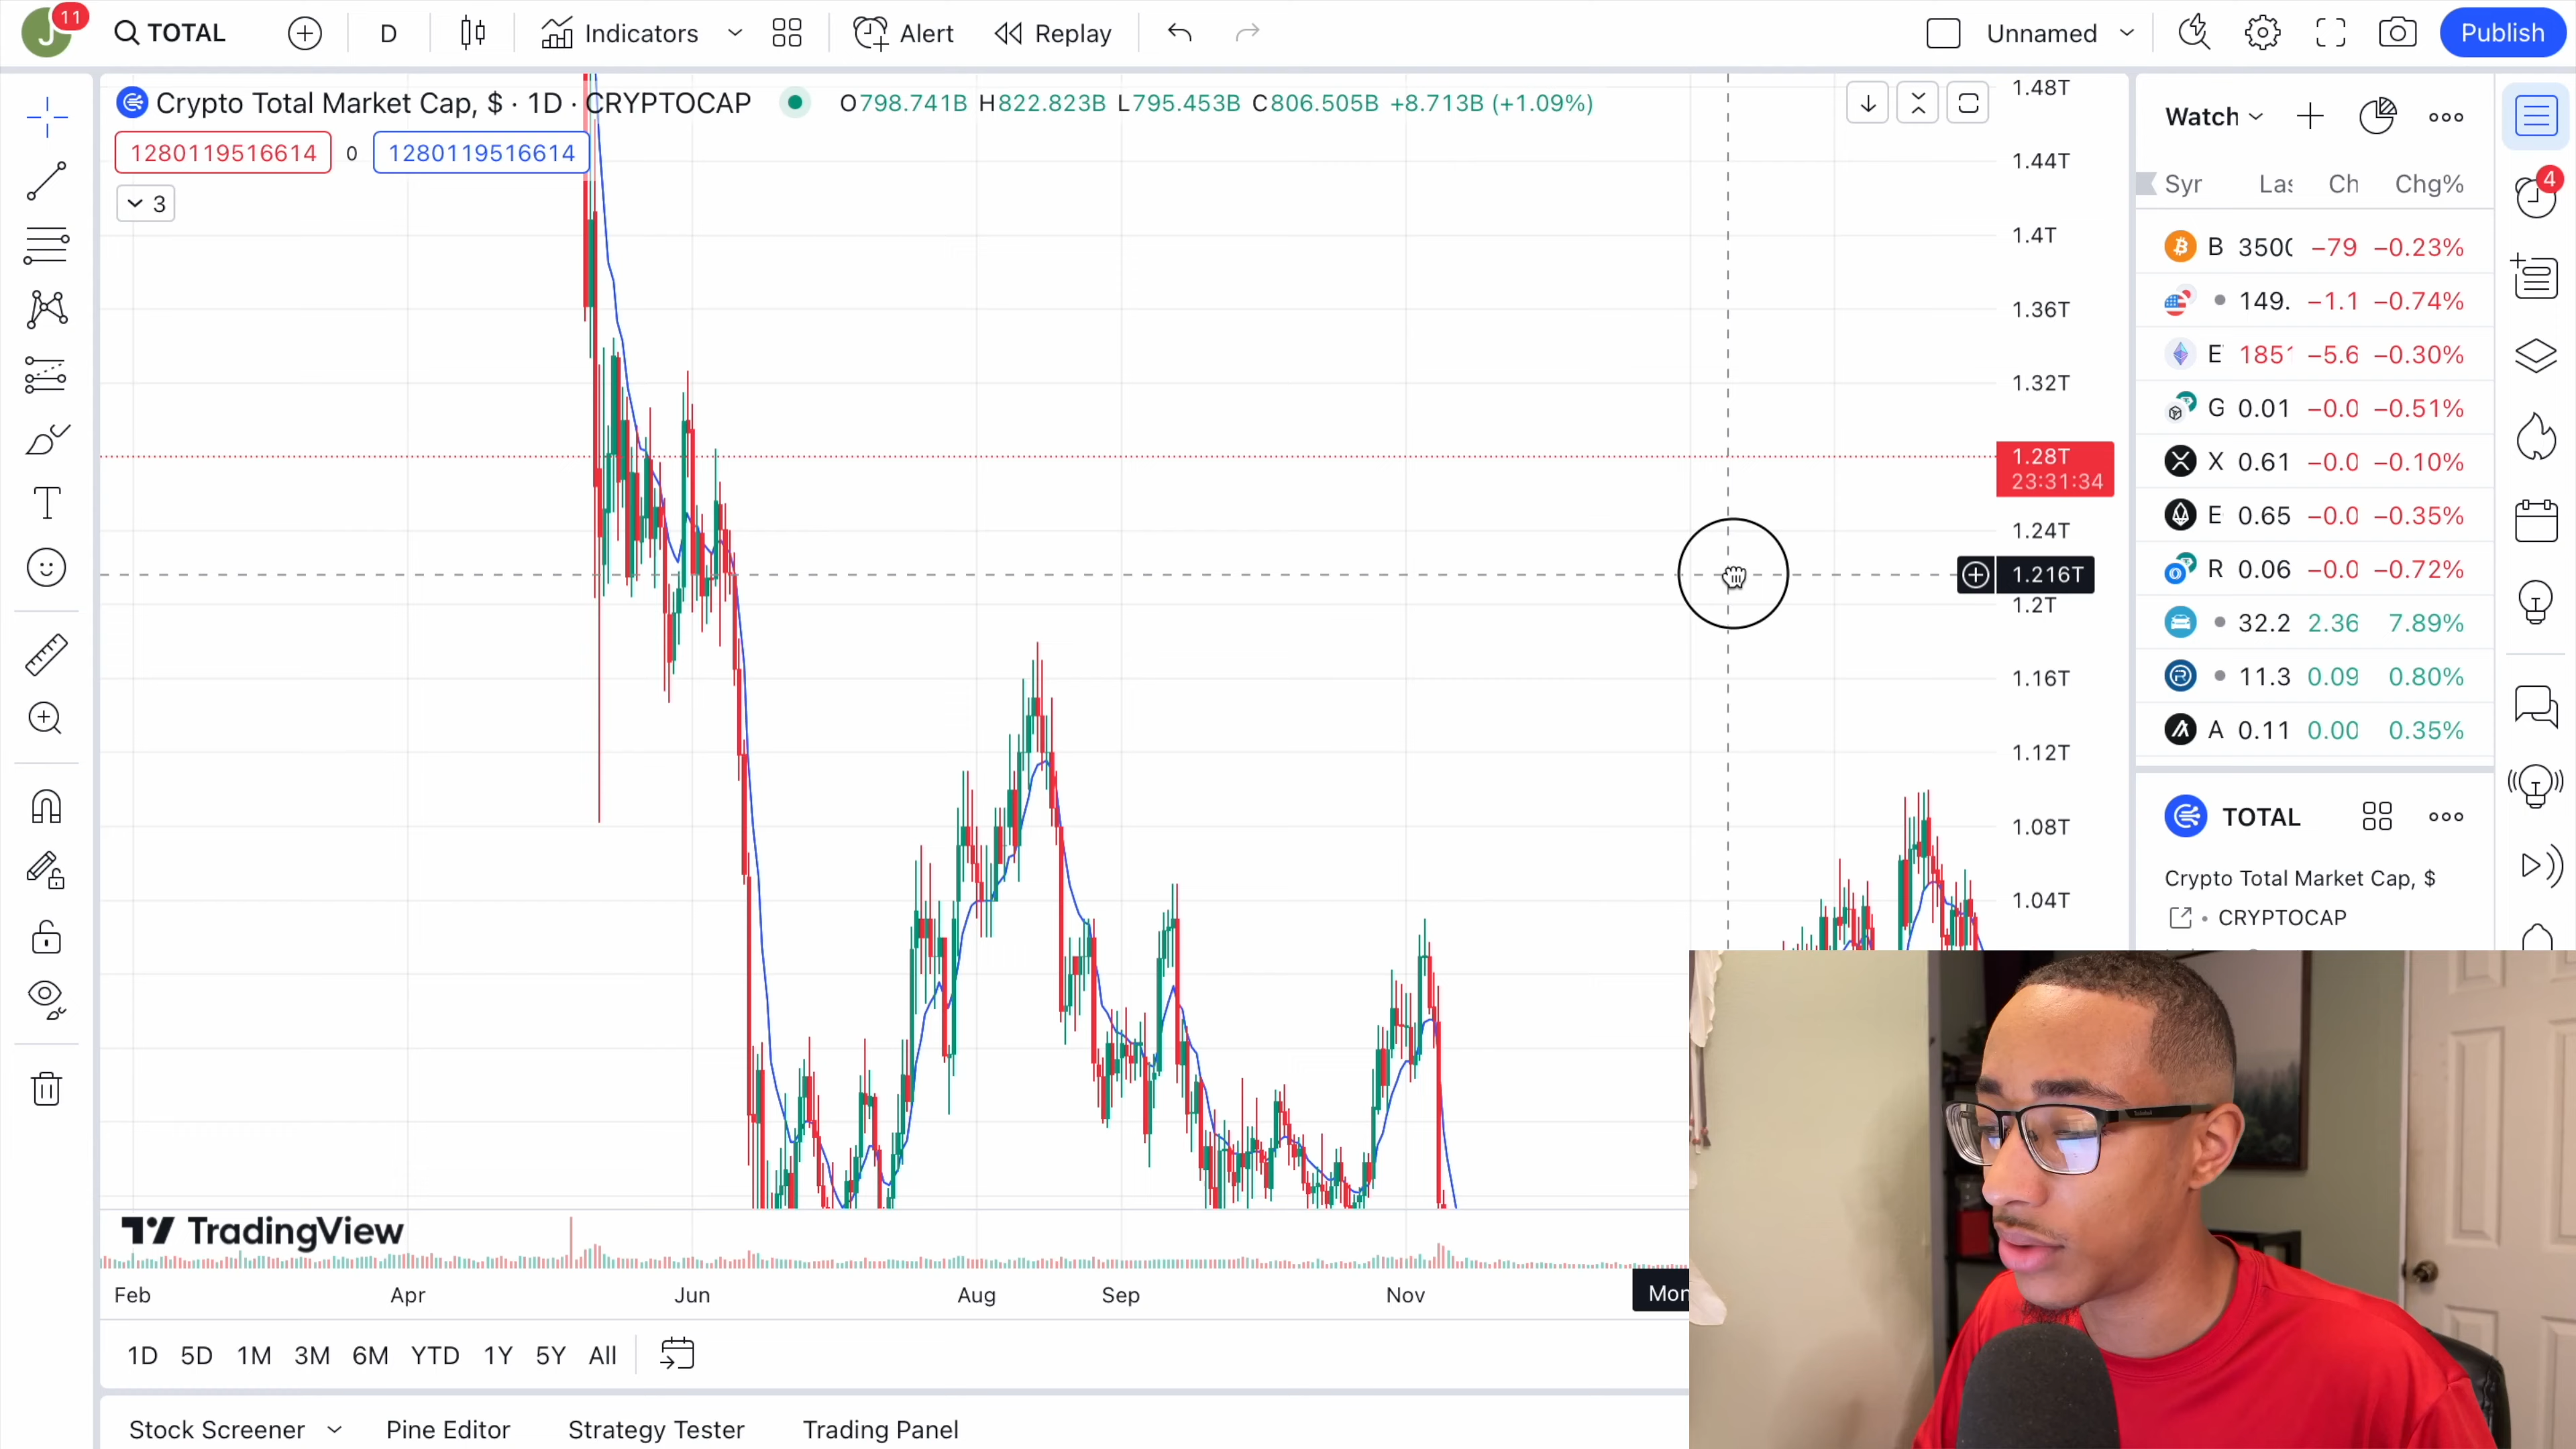 J 11 TOTAL D Indicators Alert Replay Unnamed Publish
Crypto Total Market Cap, $ · 1D · CRYPTOCAP O798.741B H822.823B L795.453B C806.505B +8.713B (+1.09%)
1280119516614 0 1280119516614
3
1.48T
1.44T
1.4T
1.36T
1.32T
1.28T
23:31:34
1.24T
1.216T
1.2T
1.16T
1.12T
1.08T
1.04T
Watch
Chg%
B −79 −0.23%
149. −1.1 −0.74%
E −5.6 −0.30%
G 0.01 −0.0 −0.51%
X 0.61 −0.0 −0.10%
E 0.65 −0.0 −0.35%
R 0.06 −0.0 −0.72%
32.2 2.36 7.89%
11.3 0.09 0.80%
A 0.11 0.00 0.35%
4
TOTAL
Crypto Total Market Cap, $
• CRYPTOCAP
TradingView
Feb Apr Jun Aug Sep Nov Mon
1D 5D 1M 3M 6M YTD 1Y 5Y All
Stock Screener Pine Editor Strategy Tester Trading Panel